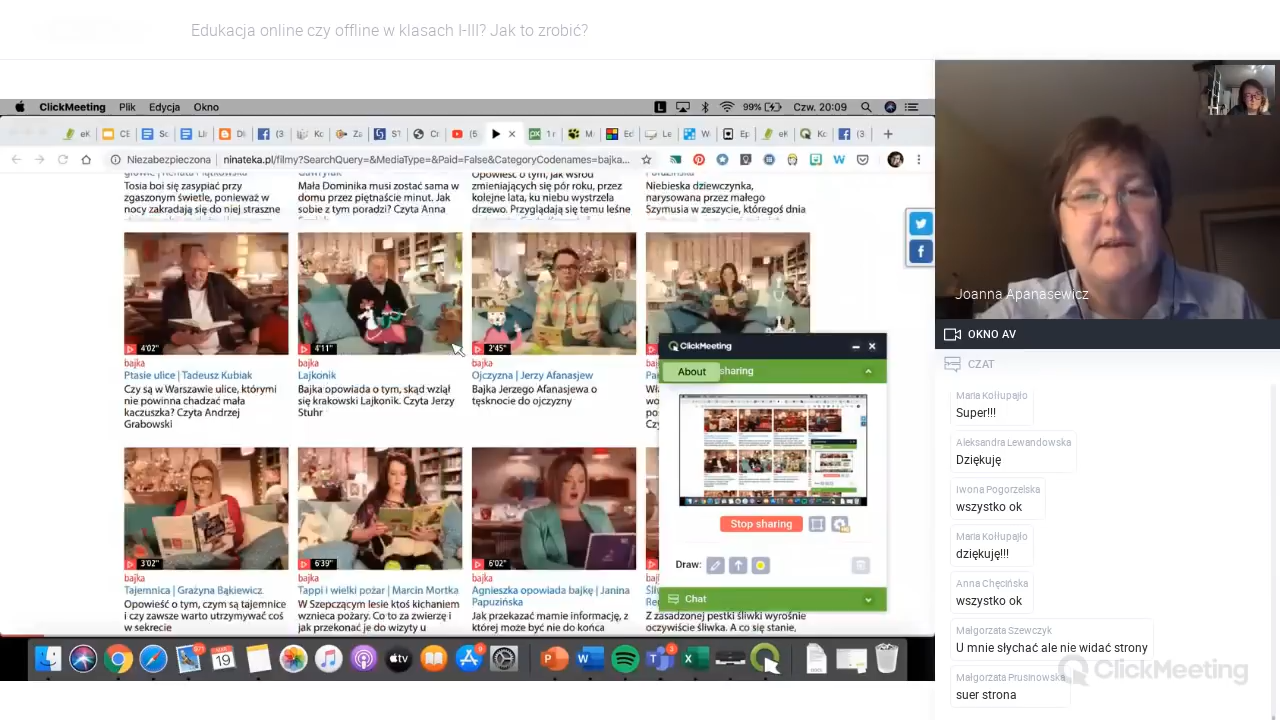 Edukacja online czy offline w klasach I-III? Jak to zrobić?
ClickMeeting Plik Edycja Okno
99% Czw. 20:09
Niezabezpieczona ninateka.pl/filmy?SearchQuery=&MediaType=&Paid=False&CategoryCodenames=bajka...
Tosia boi się zasypiać przy
zgaszonym świetle, ponieważ w
nocy zakradają się do niej straszne
Mała Dominika musi zostać sama w
domu przez piętnaście minut. Jak
sobie z tym poradzi? Czyta Anna
Opowieść o tym, jak wśród
zmieniających się pór roku, przez
kolejne lata, ku niebu wystrzela
drzewo. Przyglądają się temu leśne
Niebieska dziewczynka,
narysowana przez małego
Szymusia w zeszycie, któregoś dnia
4'02"
bajka
Ptasie ulice | Tadeusz Kubiak
Czy są w Warszawie ulice, którymi
nie powinna chadzać mała
kaczuszka? Czyta Andrzej
Grabowski
4'11"
bajka
Lajkonik
Bajka opowiada o tym, skąd wziął
się krakowski Lajkonik. Czyta Jerzy
Stuhr
2'45"
bajka
Ojczyzna | Jerzy Afanasjew
Bajka Jerzego Afanasjewa o
tęsknocie do ojczyzny
bajka
3'02"
bajka
Tajemnica | Grażyna Bąkiewicz
Opowieść o tym, czym są tajemnice
i czy zawsze warto utrzymywać coś
w sekrecie
6'39"
bajka
Tappi i wielki pożar | Marcin Mortka
W Szepczącym lesie ktoś kichaniem
wznieca pożary. Co to za zwierzę i
jak przekonać je do wizyty u
6'02"
bajka
Agnieszka opowiada bajkę | Janina
Papuzińska
Jak przekazać mamie informację, z
której może być nie do końca
Z zasadzonej pestki śliwki wyrośnie
oczywiście śliwka. A co się stanie,
ClickMeeting
About
sharing
Stop sharing
Draw:
Chat
Joanna Apanasewicz
OKNO AV
CZAT
Maria Kołłupajło
Super!!!
Aleksandra Lewandowska
Dziękuję
Iwona Pogorzelska
wszystko ok
Maria Kołłupajło
dziękuję!!!
Anna Chęcińska
wszystko ok
Małgorzata Szewczyk
U mnie słychać ale nie widać strony
Małgorzata Prusinowska
suer strona
ClickMeeting